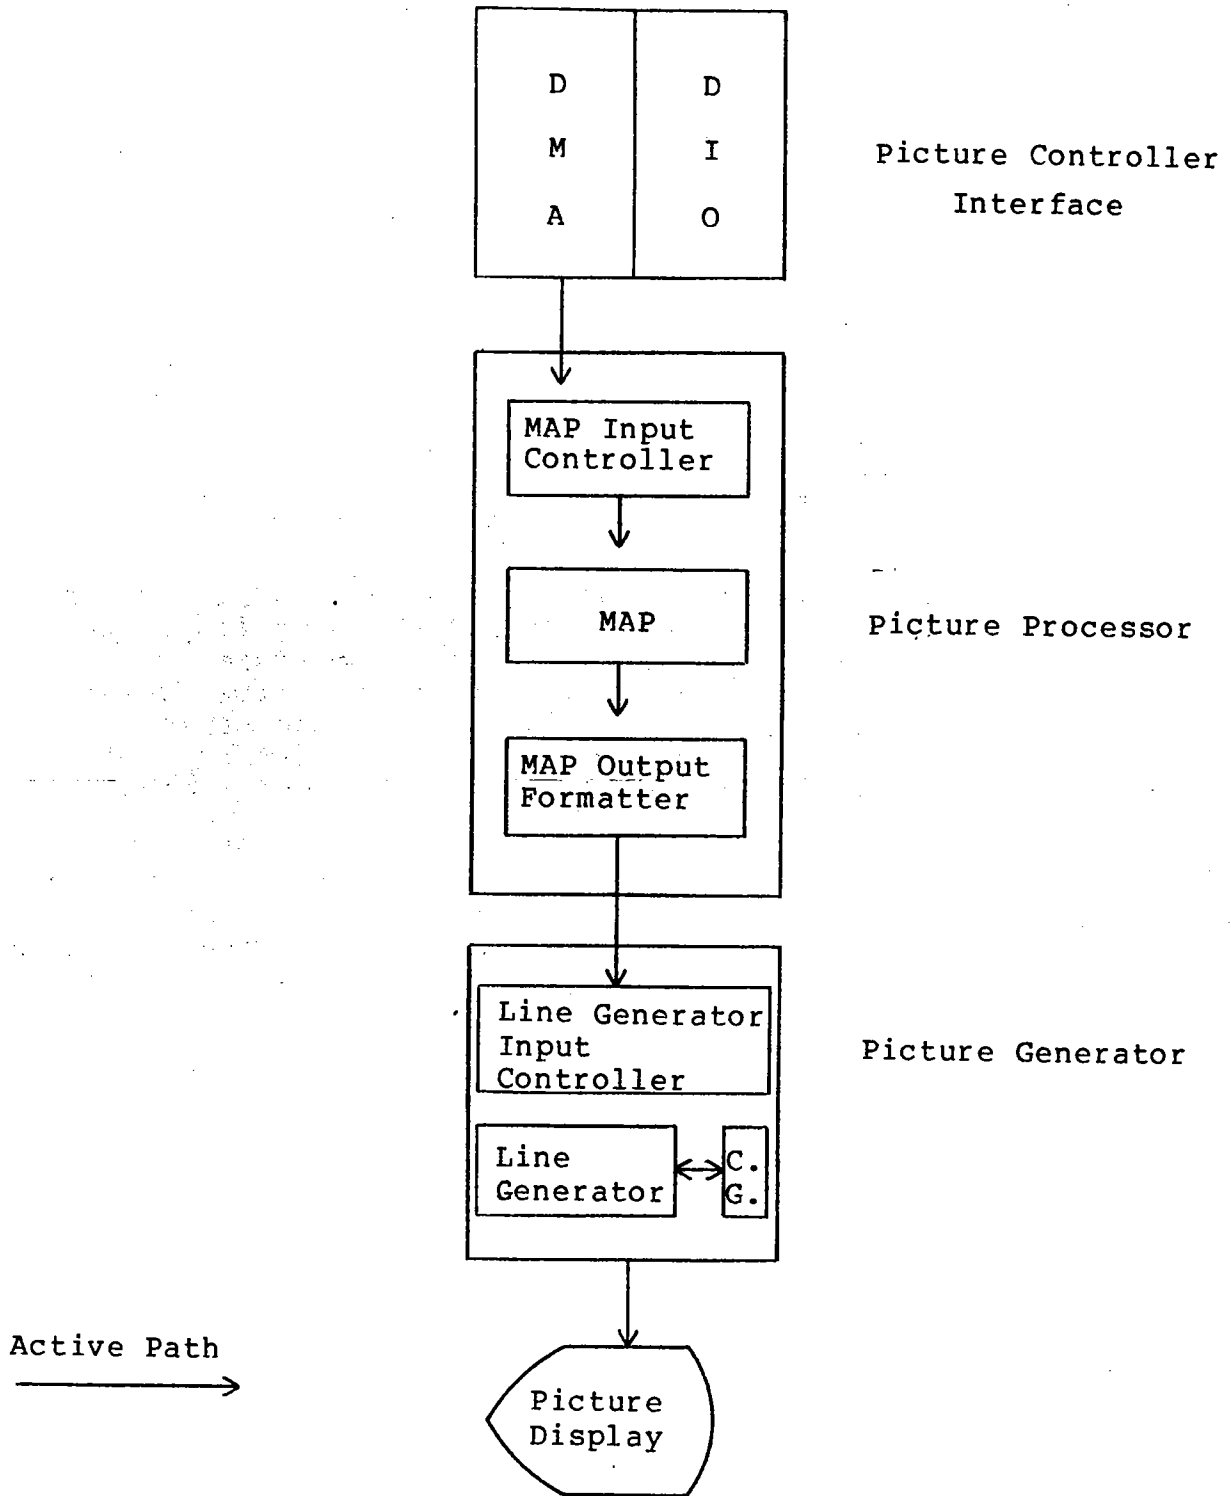 D
M
A
D
I
O
Picture Controller
Interface
MAP Input
Controller
MAP
Picture Processor
MAP Output
Formatter
Line Generator
Input
Controller
Picture Generator
Line
Generator
C.
G.
Active Path
Picture
Display